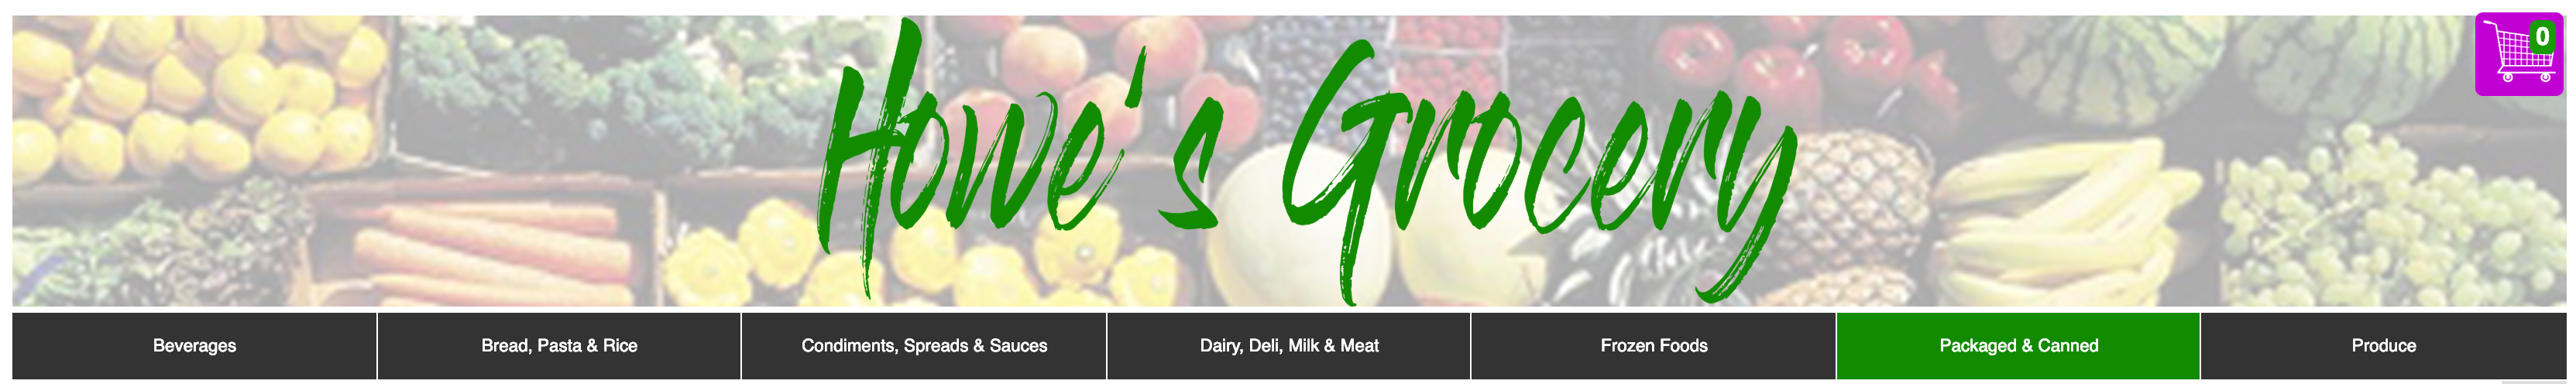 Howe's Grocery
0
Beverages
Bread, Pasta & Rice
Condiments, Spreads & Sauces
Dairy, Deli, Milk & Meat
Frozen Foods
Packaged & Canned
Produce